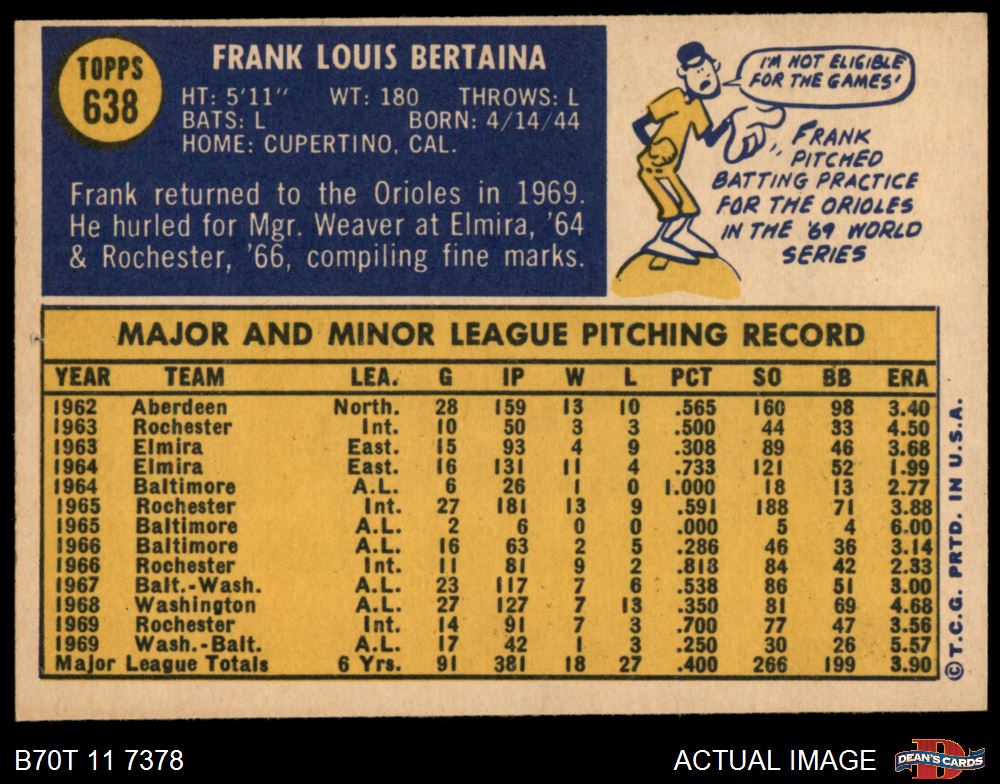 TOPPS
638
FRANK LOUIS BERTAINA
HT: 5'11" WT: 180 THROWS: L
BATS: L BORN: 4/14/44
HOME: CUPERTINO, CAL.
Frank returned to the Orioles in 1969.
He hurled for Mgr. Weaver at Elmira, '64
& Rochester, '66, compiling fine marks.
I'M NOT ELIGIBLE
FOR THE GAMES!
FRANK
PITCHED
BATTING PRACTICE
FOR THE ORIOLES
IN THE '69 WORLD
SERIES
MAJOR AND MINOR LEAGUE PITCHING RECORD
YEAR TEAM LEA. G IP W L PCT SO BB ERA
1962 Aberdeen North. 28 159 13 10 .565 160 98 3.40
1963 Rochester Int. 10 50 3 3 .500 44 33 4.50
1963 Elmira East. 15 93 4 9 .308 89 46 3.68
1964 Elmira East. 16 131 11 4 .733 121 52 1.99
1964 Baltimore A.L. 6 26 1 0 1.000 18 13 2.77
1965 Rochester Int. 27 181 13 9 .591 188 71 3.88
1965 Baltimore A.L. 2 6 0 0 .000 5 4 6.00
1966 Baltimore A.L. 16 63 2 5 .286 46 36 3.14
1966 Rochester Int. 11 81 9 2 .818 84 42 2.33
1967 Balt.-Wash. A.L. 23 117 7 6 .538 86 51 3.00
1968 Washington A.L. 27 127 7 13 .350 81 69 4.68
1969 Rochester Int. 14 91 7 3 .700 77 47 3.56
1969 Wash.-Balt. A.L. 17 42 1 3 .250 30 26 5.57
Major League Totals 6 Yrs. 91 381 18 27 .400 266 199 3.90
©T.C.G. PRTD. IN U.S.A.
B70T 11 7378
ACTUAL IMAGE
D
DEAN'S CARDS